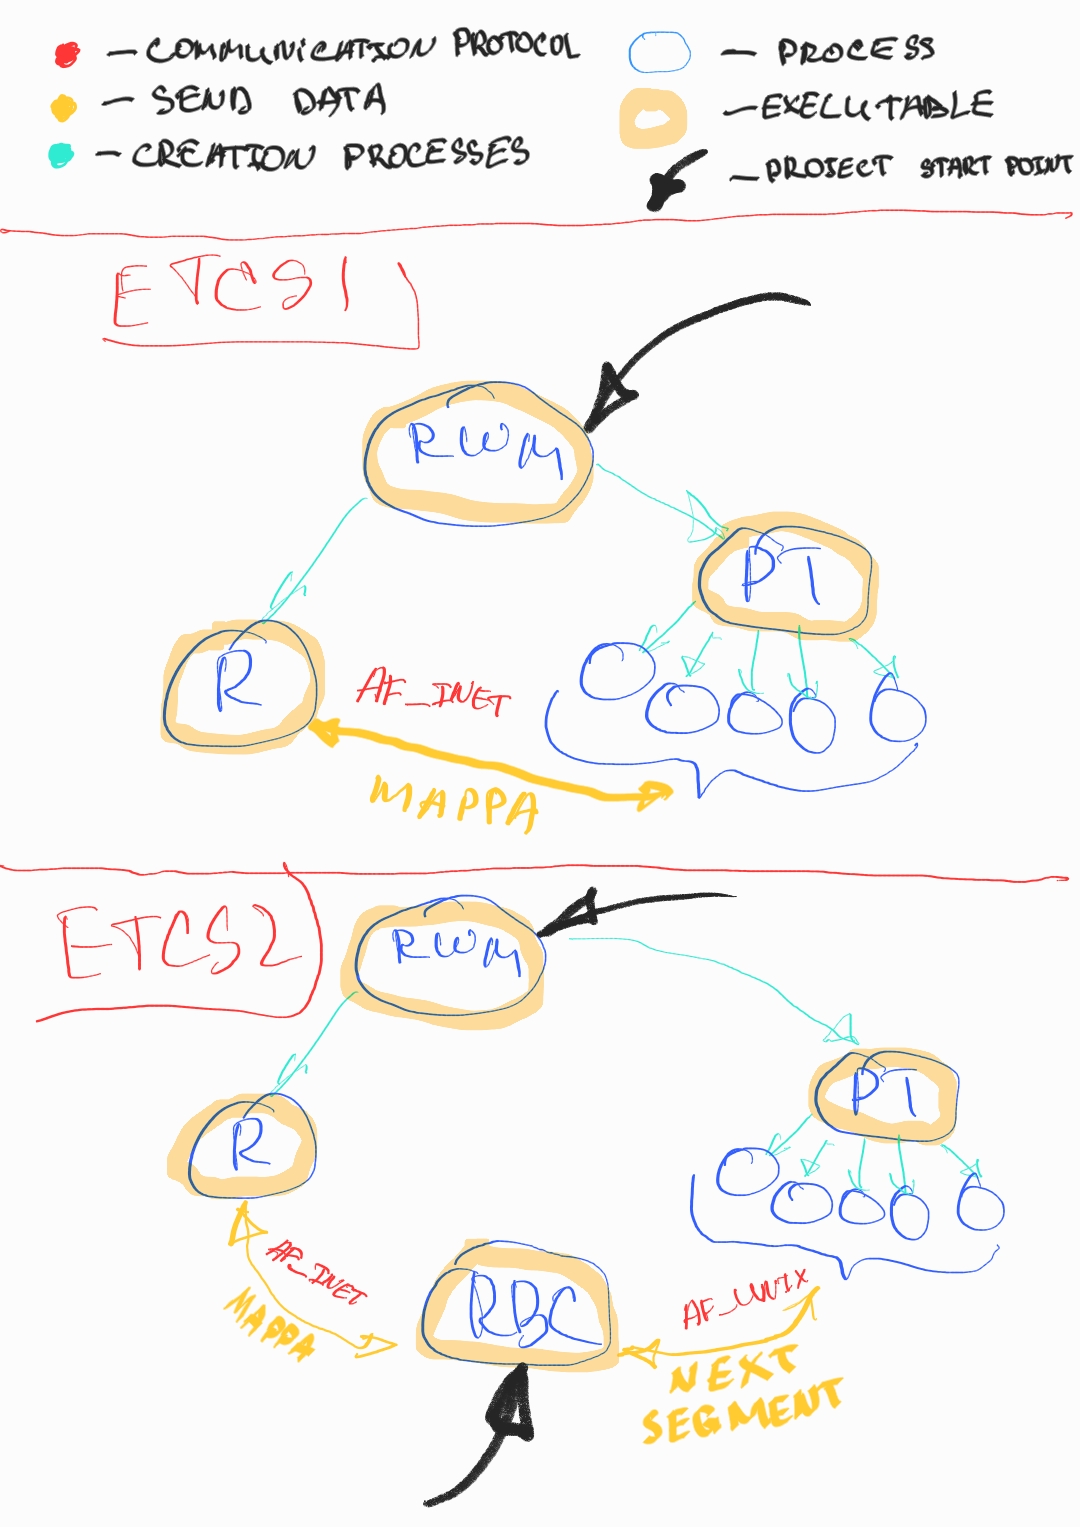 — COMMUNICATION PROTOCOL
— SEND DATA
— CREATION PROCESSES
— PROCESS
— EXECUTABLE
— PROJECT START POINT
ETCS1
RWM
PT
R
AF_INET
MAPPA
ETCS2
RWM
PT
R
AF_INET
MAPPA
RBC
AF_UNIX
NEXT
SEGMENT